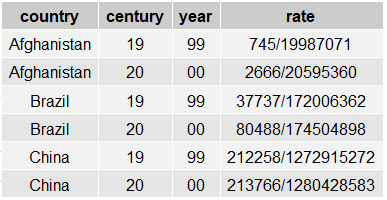 country century year rate
Afghanistan 19 99 745/19987071
Afghanistan 20 00 2666/20595360
Brazil 19 99 37737/172006362
Brazil 20 00 80488/174504898
China 19 99 212258/1272915272
China 20 00 213766/1280428583